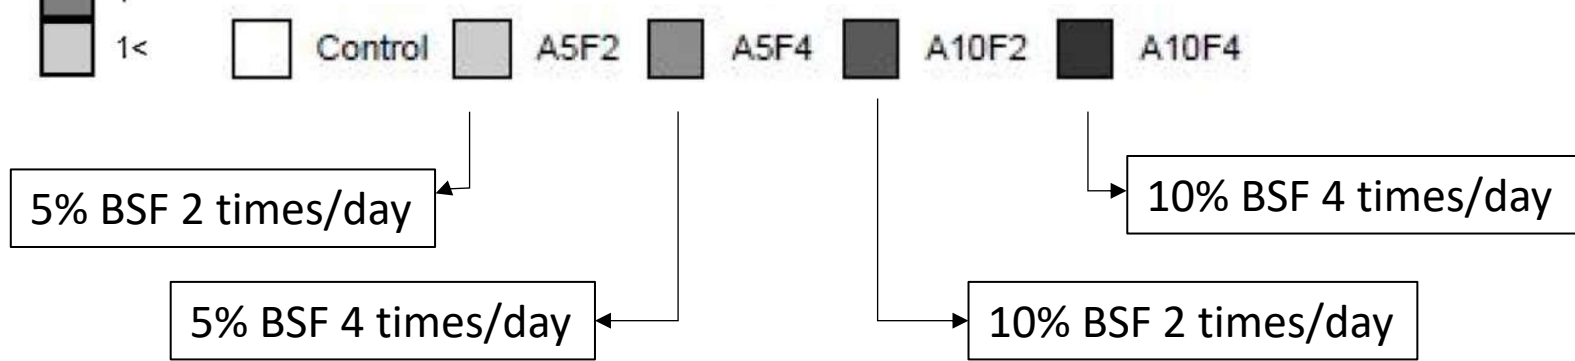 1<
Control
A5F2
A5F4
A10F2
A10F4
5% BSF 2 times/day
10% BSF 4 times/day
5% BSF 4 times/day
10% BSF 2 times/day